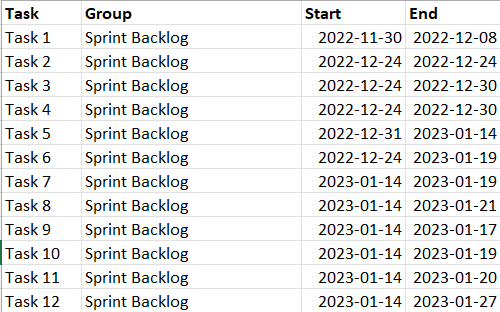 Task Group Start End
Task 1 Sprint Backlog 2022-11-30 2022-12-08
Task 2 Sprint Backlog 2022-12-24 2022-12-24
Task 3 Sprint Backlog 2022-12-24 2022-12-30
Task 4 Sprint Backlog 2022-12-24 2022-12-30
Task 5 Sprint Backlog 2022-12-31 2023-01-14
Task 6 Sprint Backlog 2022-12-24 2023-01-19
Task 7 Sprint Backlog 2023-01-14 2023-01-19
Task 8 Sprint Backlog 2023-01-14 2023-01-21
Task 9 Sprint Backlog 2023-01-14 2023-01-17
Task 10 Sprint Backlog 2023-01-14 2023-01-19
Task 11 Sprint Backlog 2023-01-14 2023-01-20
Task 12 Sprint Backlog 2023-01-14 2023-01-27